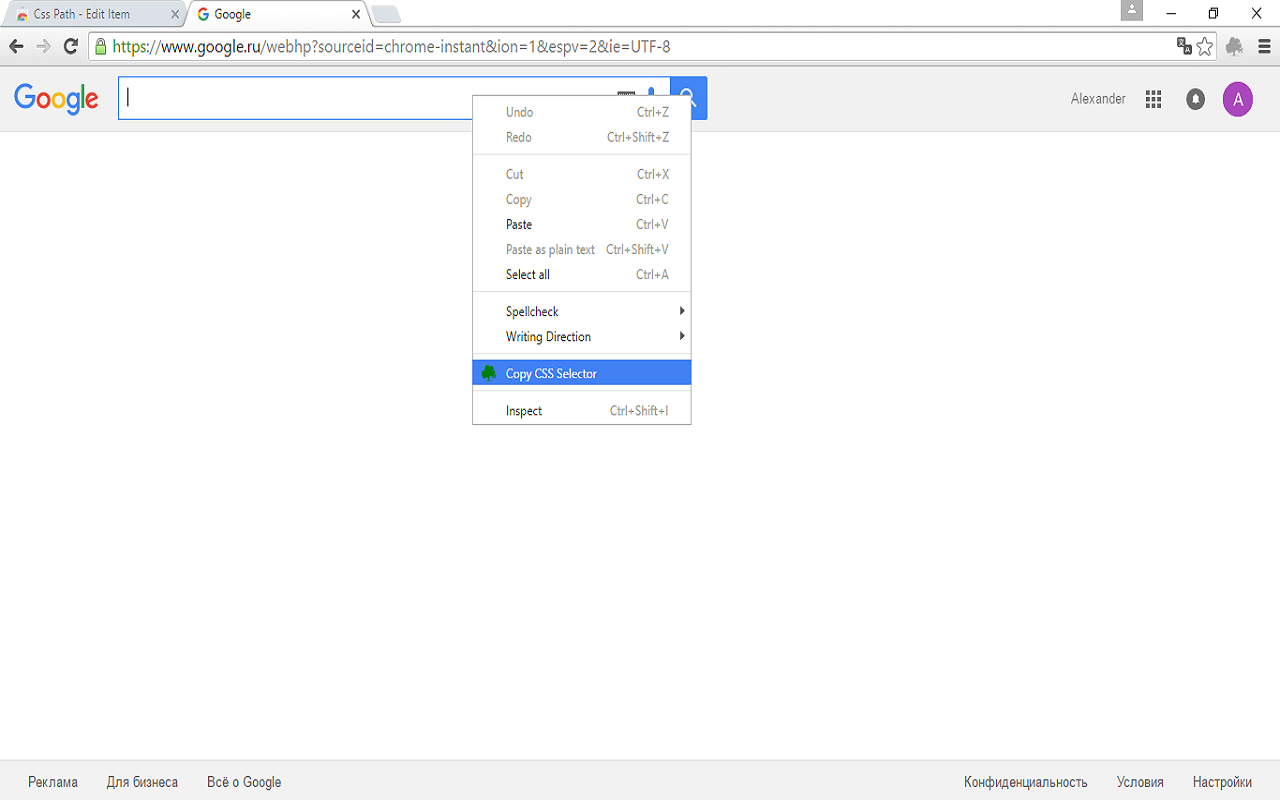 Css Path - Edit Item
Google
https://www.google.ru/webhp?sourceid=chrome-instant&ion=1&espv=2&ie=UTF-8
Google
Alexander
A
Undo Ctrl+Z
Redo Ctrl+Shift+Z
Cut Ctrl+X
Copy Ctrl+C
Paste Ctrl+V
Paste as plain text Ctrl+Shift+V
Select all Ctrl+A
Spellcheck
Writing Direction
Copy CSS Selector
Inspect Ctrl+Shift+I
Реклама Для бизнеса Всё о Google Конфиденциальность Условия Настройки